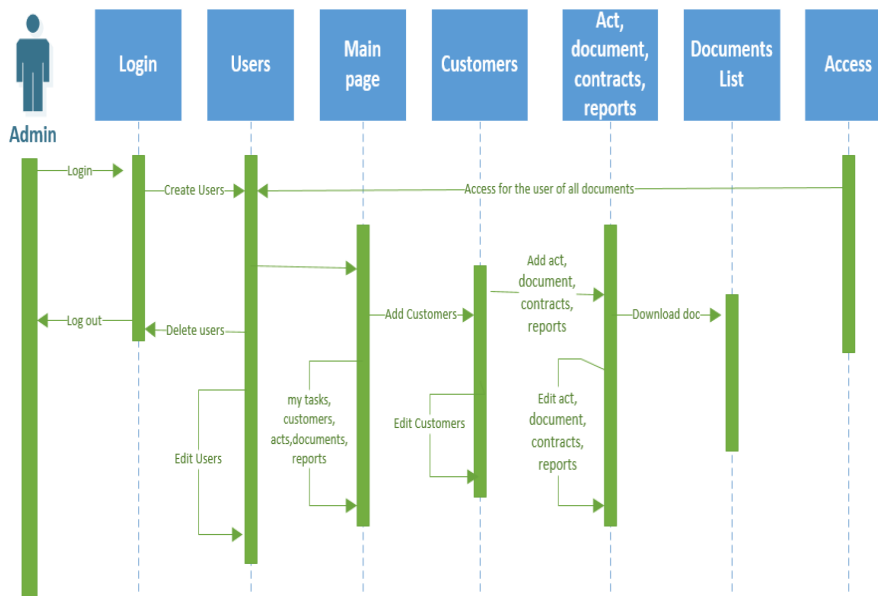 Admin
Login
Users
Main
page
Customers
Act,
document,
contracts,
reports
Documents
List
Access
Login
Create Users
Access for the user of all documents
Add act,
document,
contracts,
reports
Add Customers
Download doc
Log out
Delete users
my tasks,
customers,
acts,documents,
reports
Edit Users
Edit Customers
Edit act,
document,
contracts,
reports